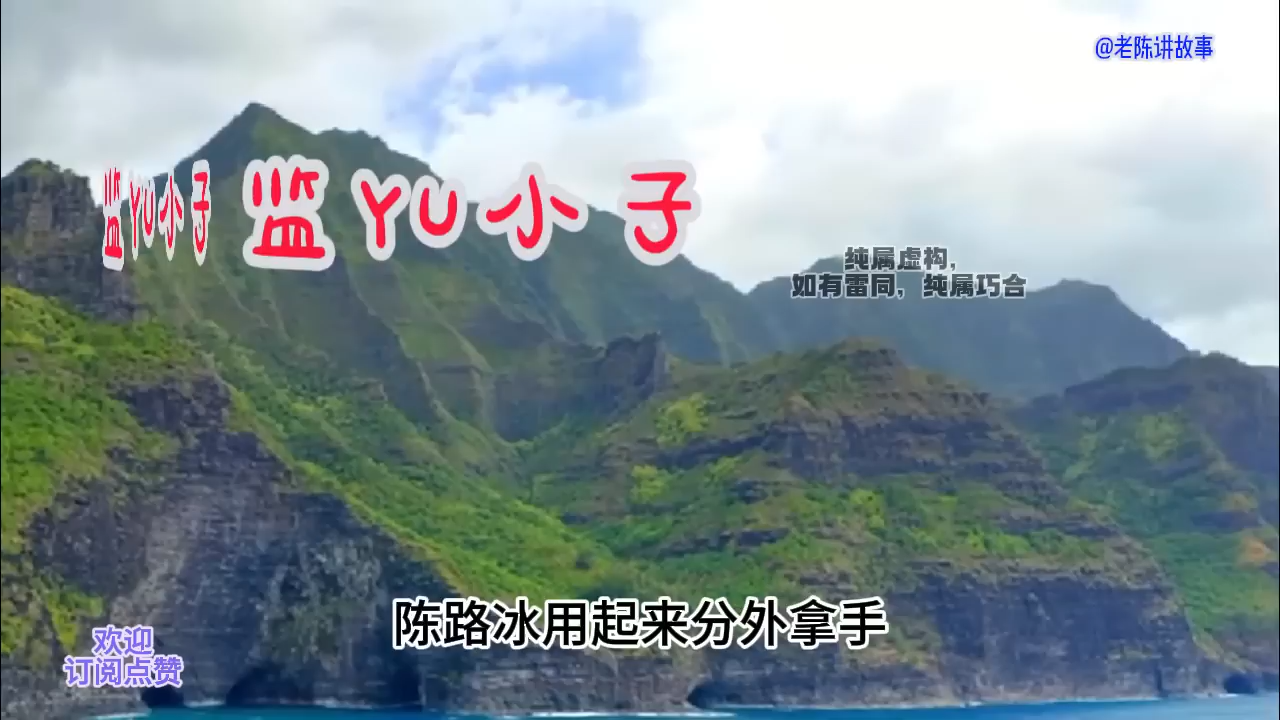 @老陈讲故事
监YU小子
监YU小子
纯属虚构,
如有雷同,纯属巧合
陈路冰用起来分外拿手
欢迎
订阅点赞